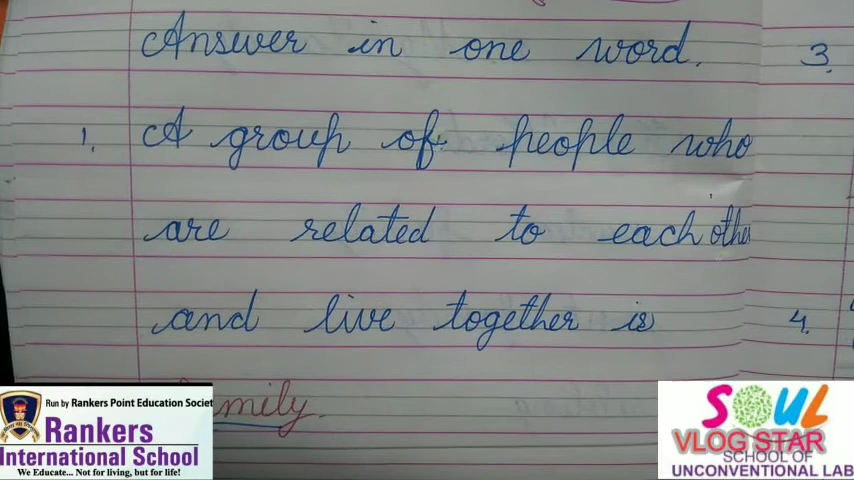 Answer in one word.
3.
1. A group of people who
are related to each other
and live together is
4.
family.
Run by Rankers Point Education Societ
Rankers
International School
We Educate... Not for living, but for life!
SOUL
VLOG STAR
SCHOOL OF
UNCONVENTIONAL LAB